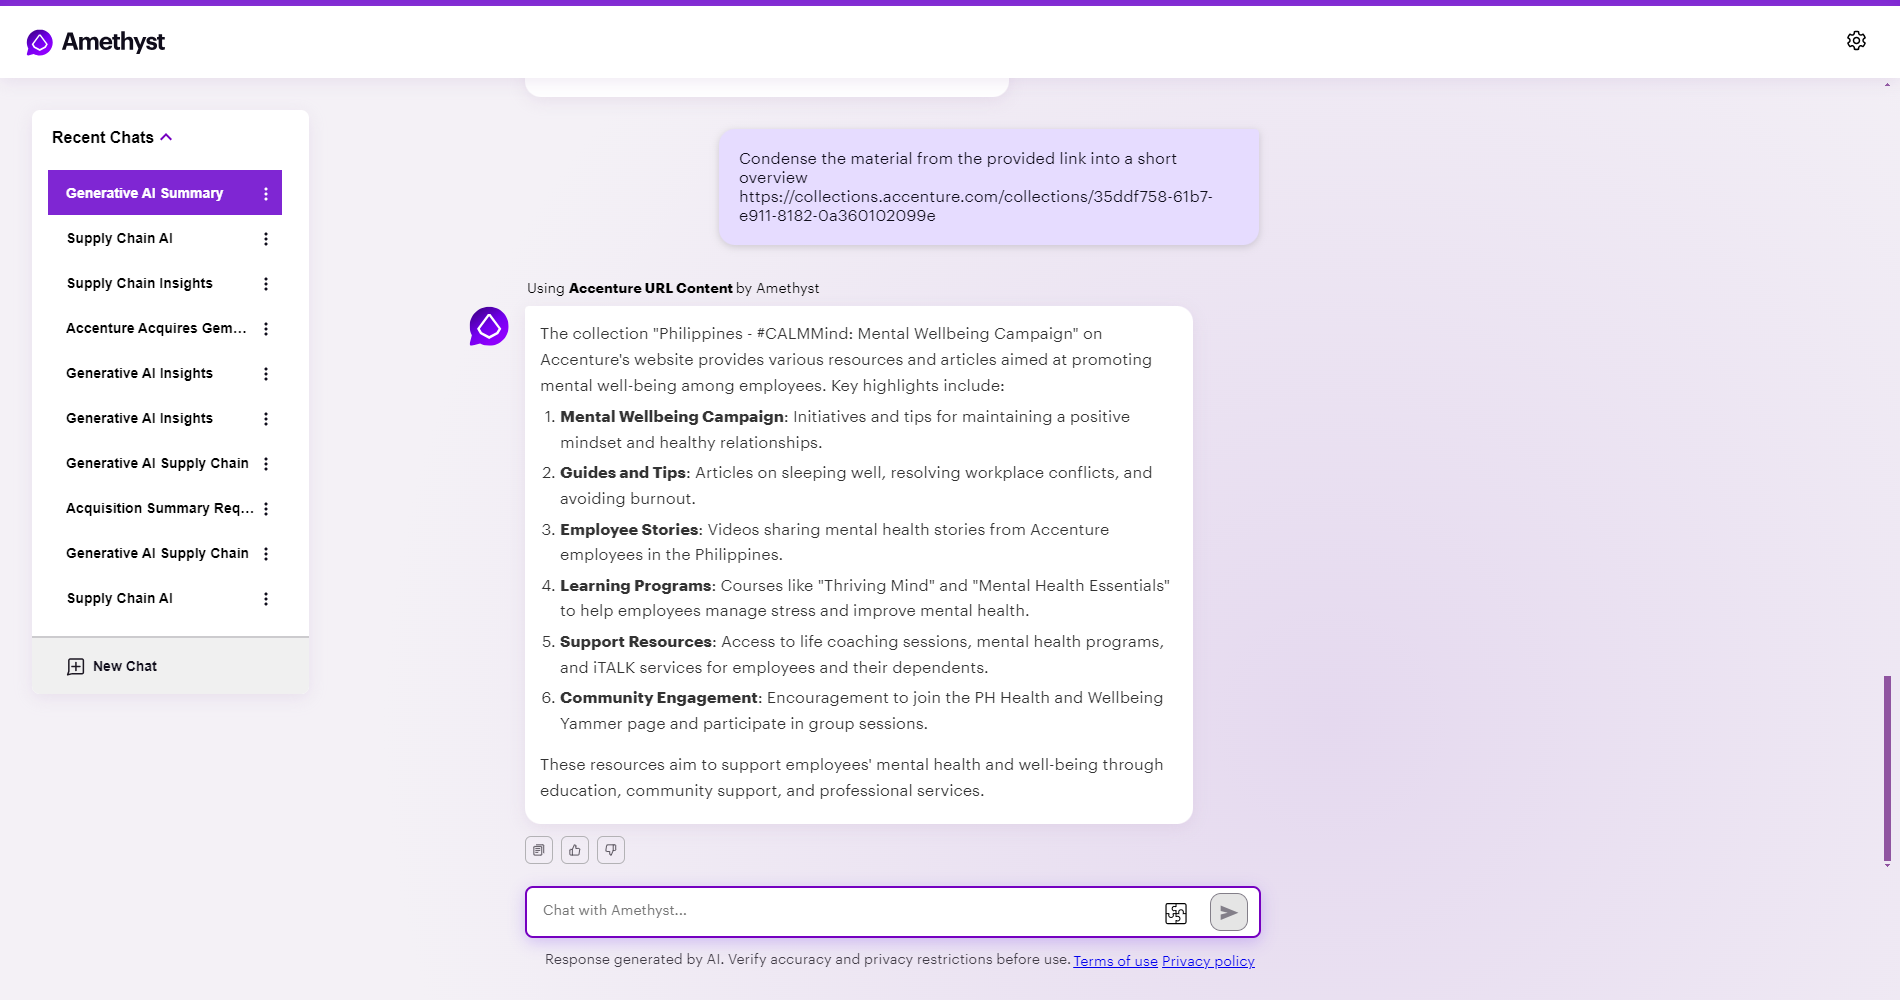 Amethyst
Recent Chats
Generative AI Summary
Supply Chain AI
Supply Chain Insights
Accenture Acquires Gem...
Generative AI Insights
Generative AI Insights
Generative AI Supply Chain
Acquisition Summary Req...
Generative AI Supply Chain
Supply Chain AI
New Chat
Condense the material from the provided link into a short
overview
https://collections.accenture.com/collections/35ddf758-61b7-
e911-8182-0a360102099e
Using Accenture URL Content by Amethyst
The collection "Philippines - #CALMMind: Mental Wellbeing Campaign" on
Accenture's website provides various resources and articles aimed at promoting
mental well-being among employees. Key highlights include:
1. Mental Wellbeing Campaign: Initiatives and tips for maintaining a positive
mindset and healthy relationships.
2. Guides and Tips: Articles on sleeping well, resolving workplace conflicts, and
avoiding burnout.
3. Employee Stories: Videos sharing mental health stories from Accenture
employees in the Philippines.
4. Learning Programs: Courses like "Thriving Mind" and "Mental Health Essentials"
to help employees manage stress and improve mental health.
5. Support Resources: Access to life coaching sessions, mental health programs,
and iTALK services for employees and their dependents.
6. Community Engagement: Encouragement to join the PH Health and Wellbeing
Yammer page and participate in group sessions.
These resources aim to support employees' mental health and well-being through
education, community support, and professional services.
Chat with Amethyst...
Response generated by AI. Verify accuracy and privacy restrictions before use. Terms of use Privacy policy